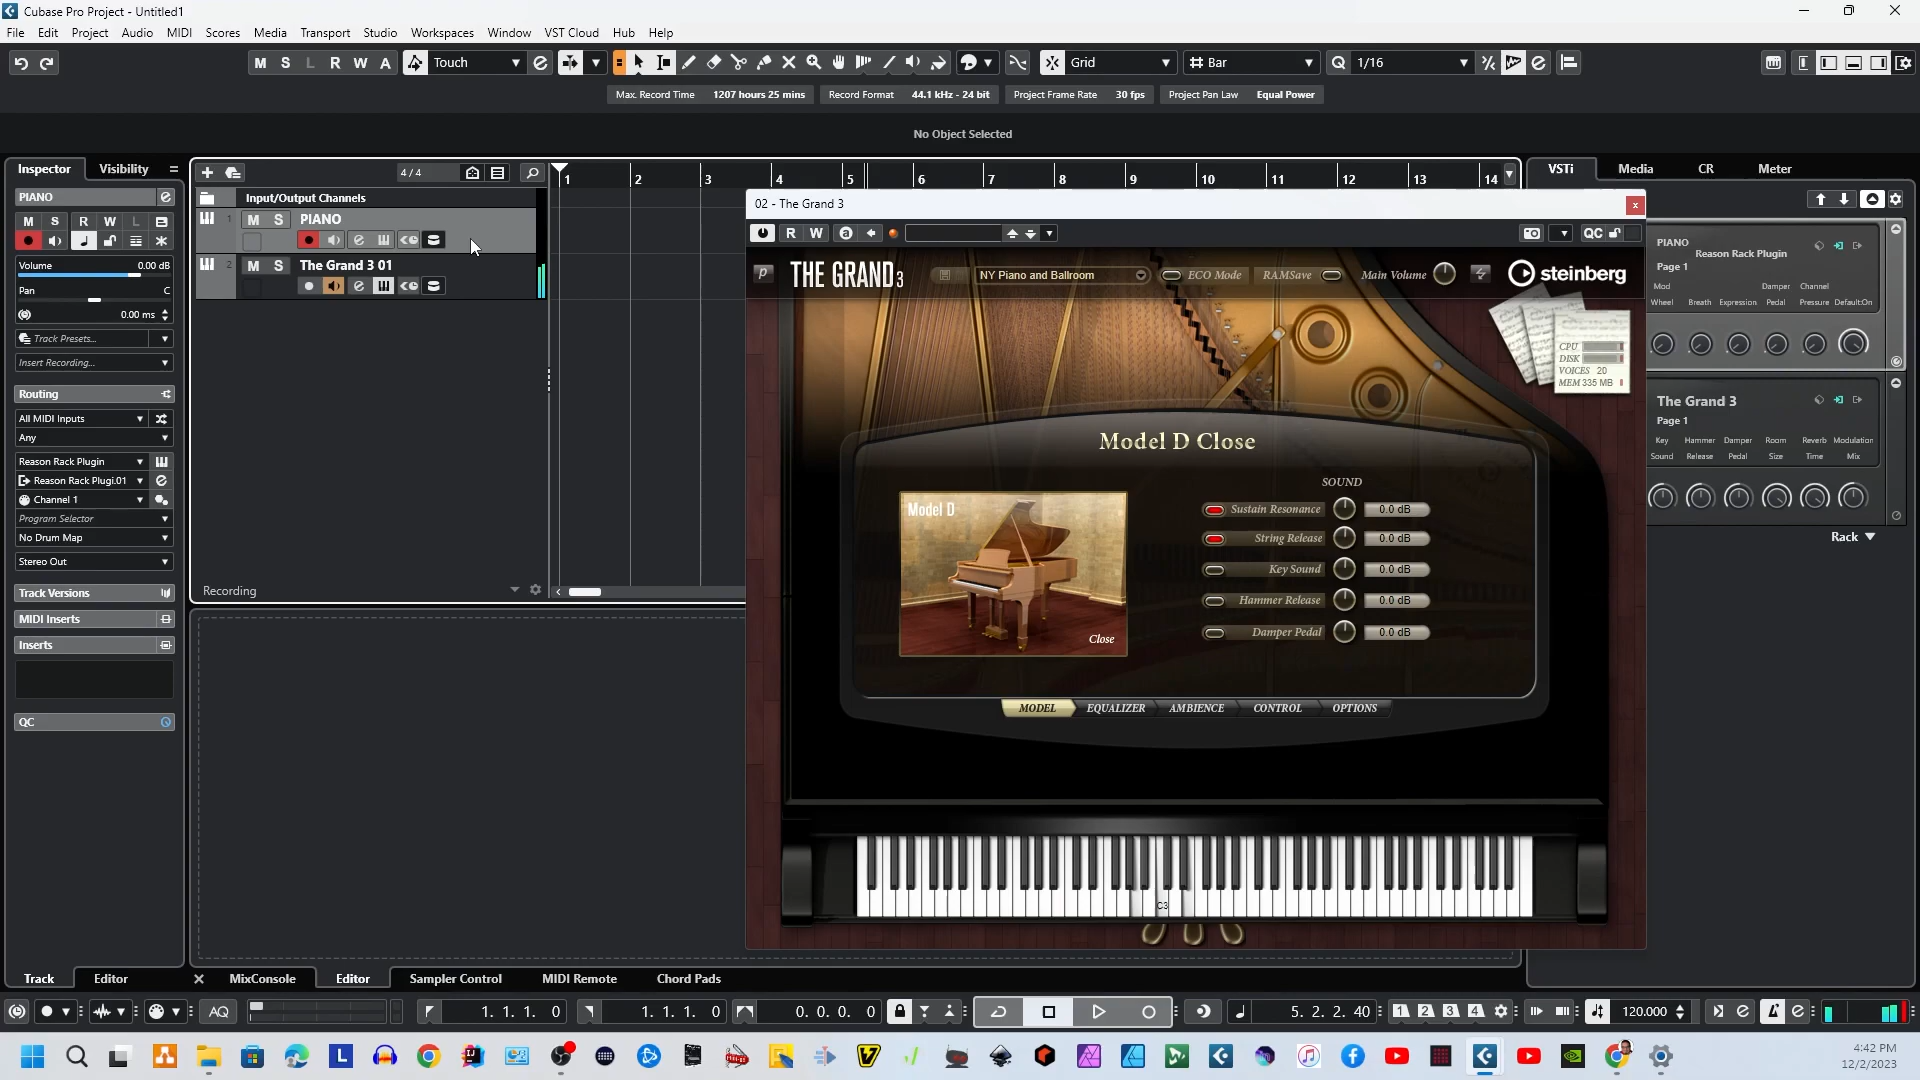 Cubase Pro Project - Untitled1
File Edit Project Audio MIDI Scores Media Transport Studio Workspaces Window VST Cloud Hub Help
M S L R W A Touch Grid Bar Q 1/16
Max. Record Time 1207 hours 25 mins Record Format 44.1 kHz - 24 bit Project Frame Rate 30 fps Project Pan Law Equal Power
No Object Selected
Inspector Visibility
PIANO
M S R W L
Volume 0.00 dB
Pan C
0.00 ms
Track Presets...
Insert Recording...
Routing
All MIDI Inputs
Any
Reason Rack Plugin
Reason Rack Plugi.01
Channel 1
Program Selector
No Drum Map
Stereo Out
Track Versions
MIDI Inserts
Inserts
QC
Track Editor
4 / 4
1 2 3 4 5 6 7 8 9 10 11 12 13 14
Input/Output Channels
1 M S PIANO
2 M S The Grand 3 01
Recording
02 - The Grand 3
R W QC
THE GRAND 3
NY Piano and Ballroom
ECO Mode RAMSave Main Volume
steinberg
CPU
DISK
VOICES 20
MEM 335 MB
Model D Close
Model D
Close
SOUND
Sustain Resonance 0.0 dB
String Release 0.0 dB
Key Sound 0.0 dB
Hammer Release 0.0 dB
Damper Pedal 0.0 dB
MODEL EQUALIZER AMBIENCE CONTROL OPTIONS
C3
VSTi Media CR Meter
PIANO
Reason Rack Plugin
Page 1
Mod Damper Channel
Wheel Breath Expression Pedal Pressure Default:On
The Grand 3
Page 1
Key Hammer Damper Room Reverb Modulation
Sound Release Pedal Size Time Mix
Rack
MixConsole Editor Sampler Control MIDI Remote Chord Pads
AQ 1. 1. 1. 0 1. 1. 1. 0 0. 0. 0. 0 5. 2. 2. 40 1 2 3 4 120.000
4:42 PM
12/2/2023